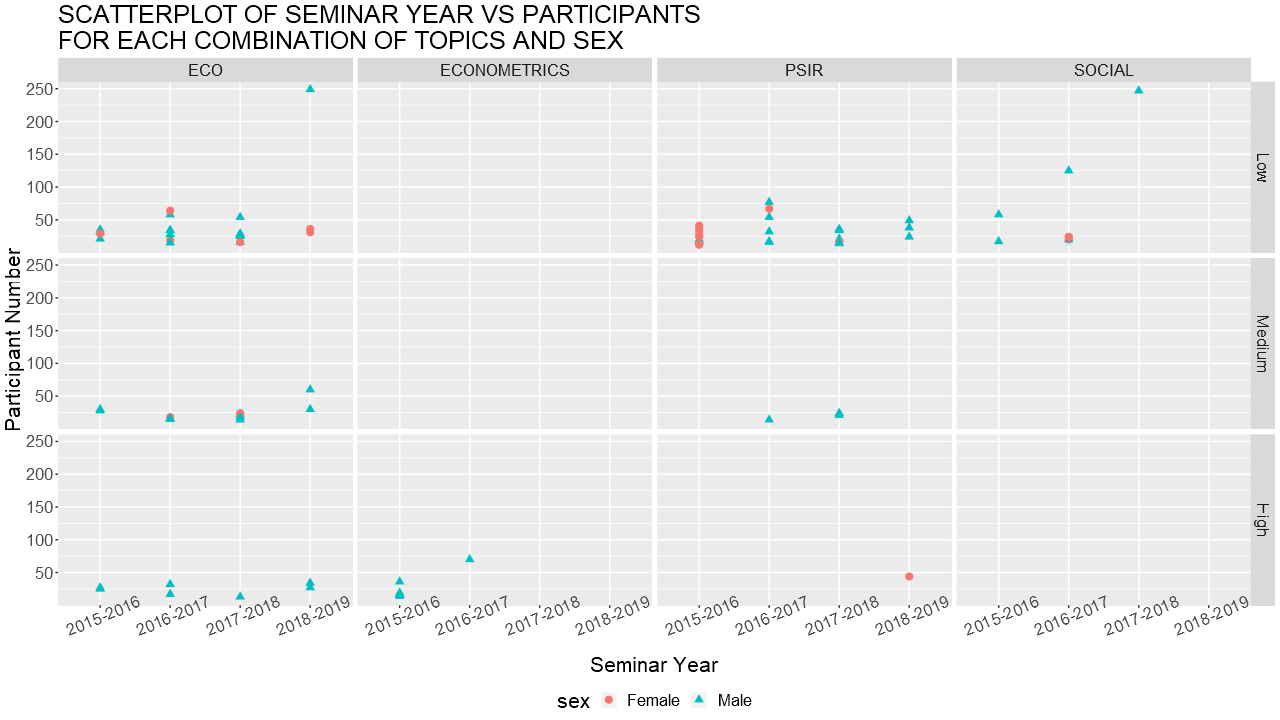 SCATTERPLOT OF SEMINAR YEAR VS PARTICIPANTS
FOR EACH COMBINATION OF TOPICS AND SEX
ECO ECONOMETRICS PSIR SOCIAL
250
200
150
100
50
Low
250
200
150
100
50
Medium
250
200
150
100
50
High
Participant Number
2015-2016 2016-2017 2017-2018 2018-2019 2015-2016 2016-2017 2017-2018 2018-2019 2015-2016 2016-2017 2017-2018 2018-2019 2015-2016 2016-2017 2017-2018 2018-2019
Seminar Year
sex Female Male